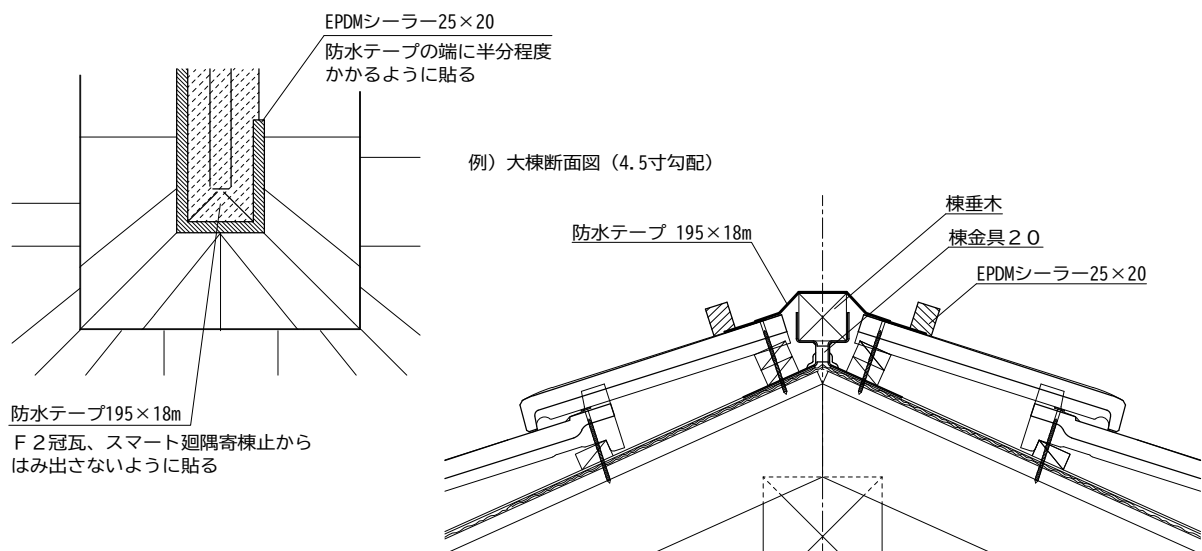 EPDMシーラー25×20
防水テープの端に半分程度
かかるように貼る
防水テープ195×18m
F2冠瓦、スマート廻隅寄棟止から
はみ出さないように貼る
例)大棟断面図(4.5寸勾配)
棟垂木
防水テープ 195×18m
棟金具20
EPDMシーラー25×20